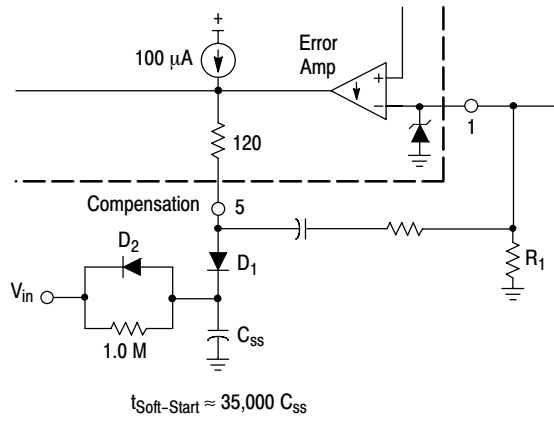 +
100 μA
Error
Amp
+
−
1
120
Compensation
5
D2
D1
Vin
R1
1.0 M
Css
tSoft−Start ≈ 35,000 Css